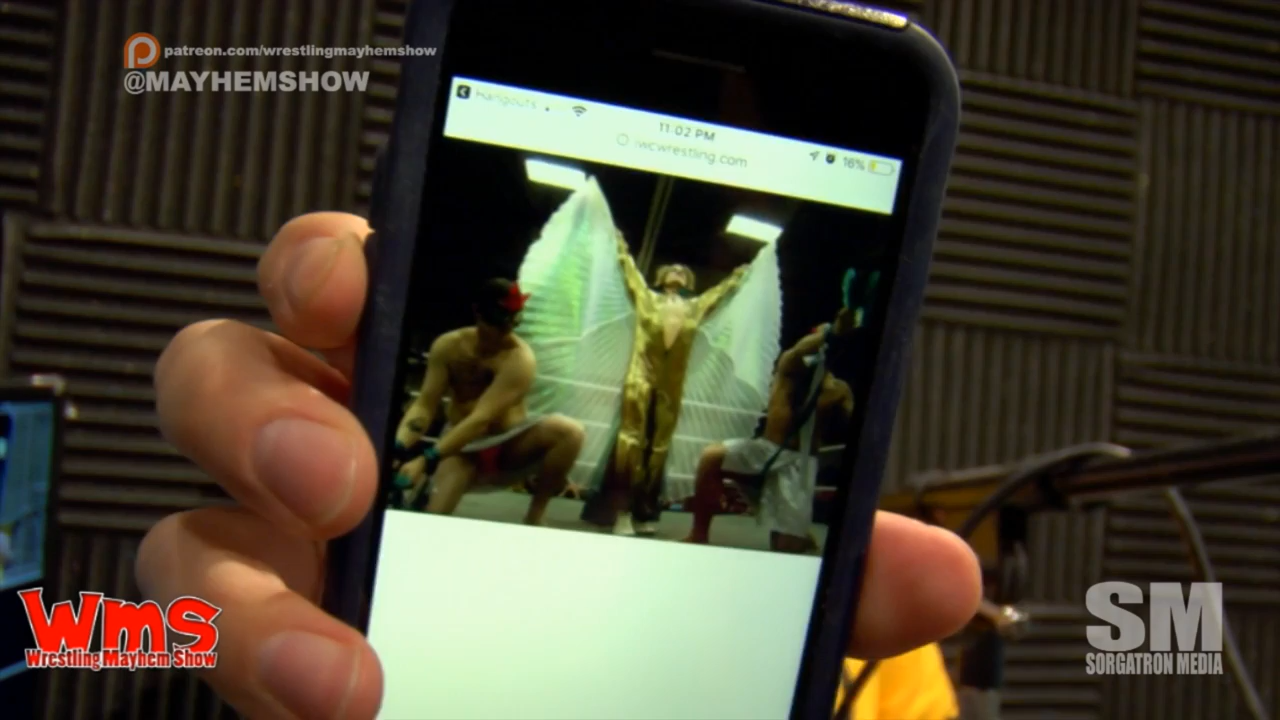 patreon.com/wrestlingmayhemshow
@MAYHEMSHOW
Hangouts
11:02 PM
16%
iwcwrestling.com
WMS
Wrestling Mayhem Show
SM
SORGATRON MEDIA